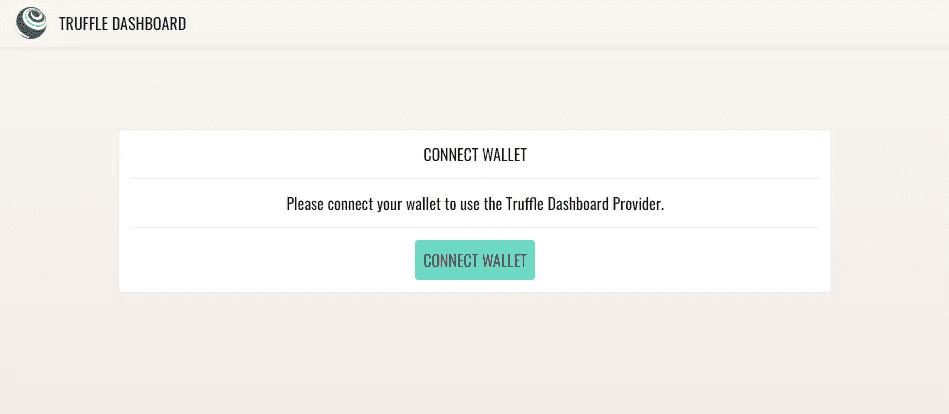 TRUFFLE DASHBOARD
CONNECT WALLET
Please connect your wallet to use the Truffle Dashboard Provider.
CONNECT WALLET